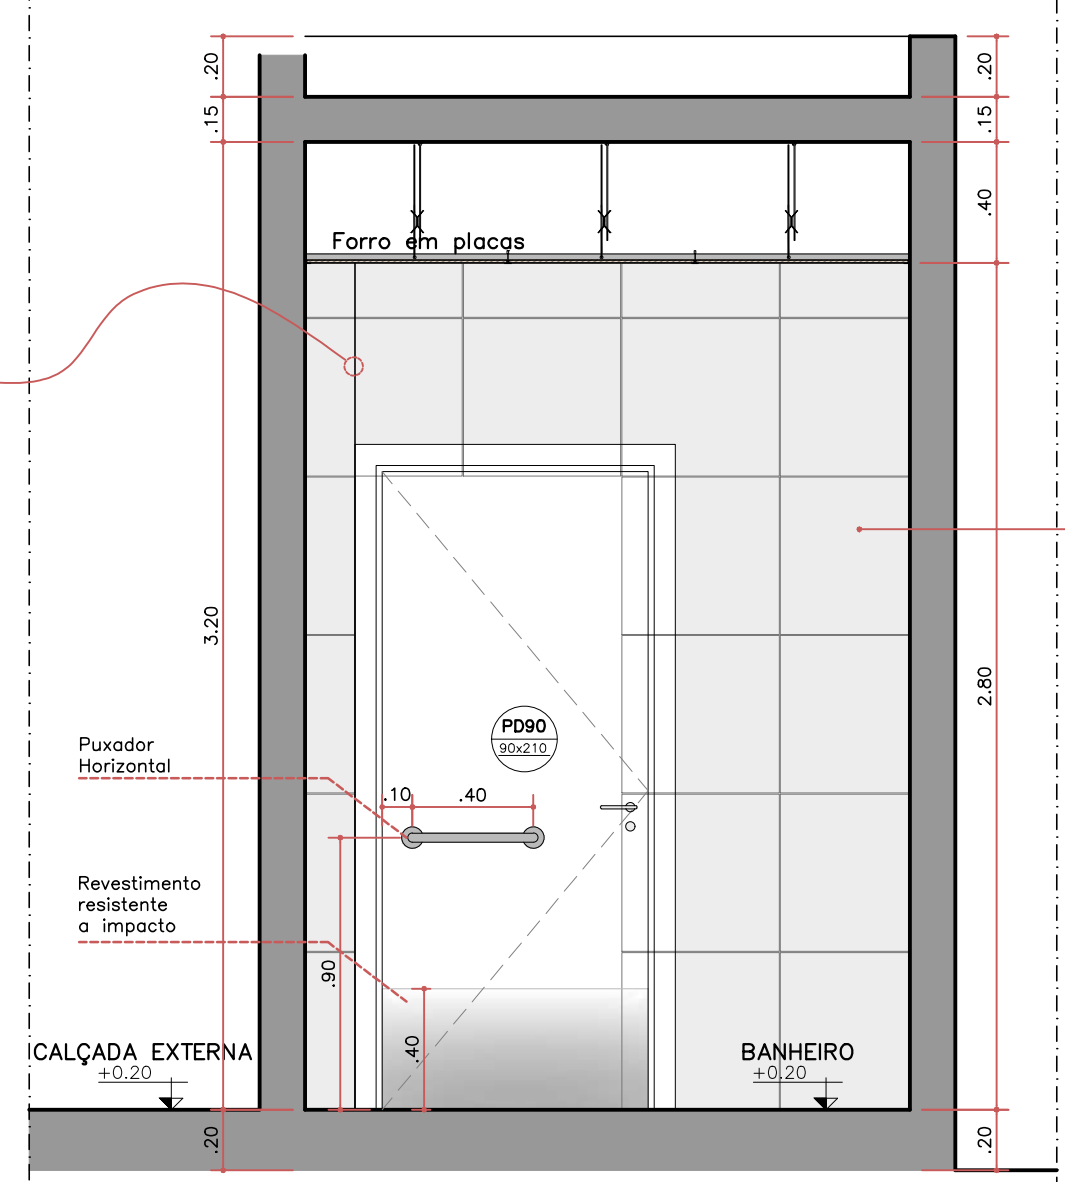 .20
.20
.15
.15
.40
Forro em placas
3.20
2.80
PD90
90x210
Puxador
Horizontal
.10
.40
Revestimento
resistente
a impacto
.90
.40
CALÇADA EXTERNA
+0.20
BANHEIRO
+0.20
.20
.20